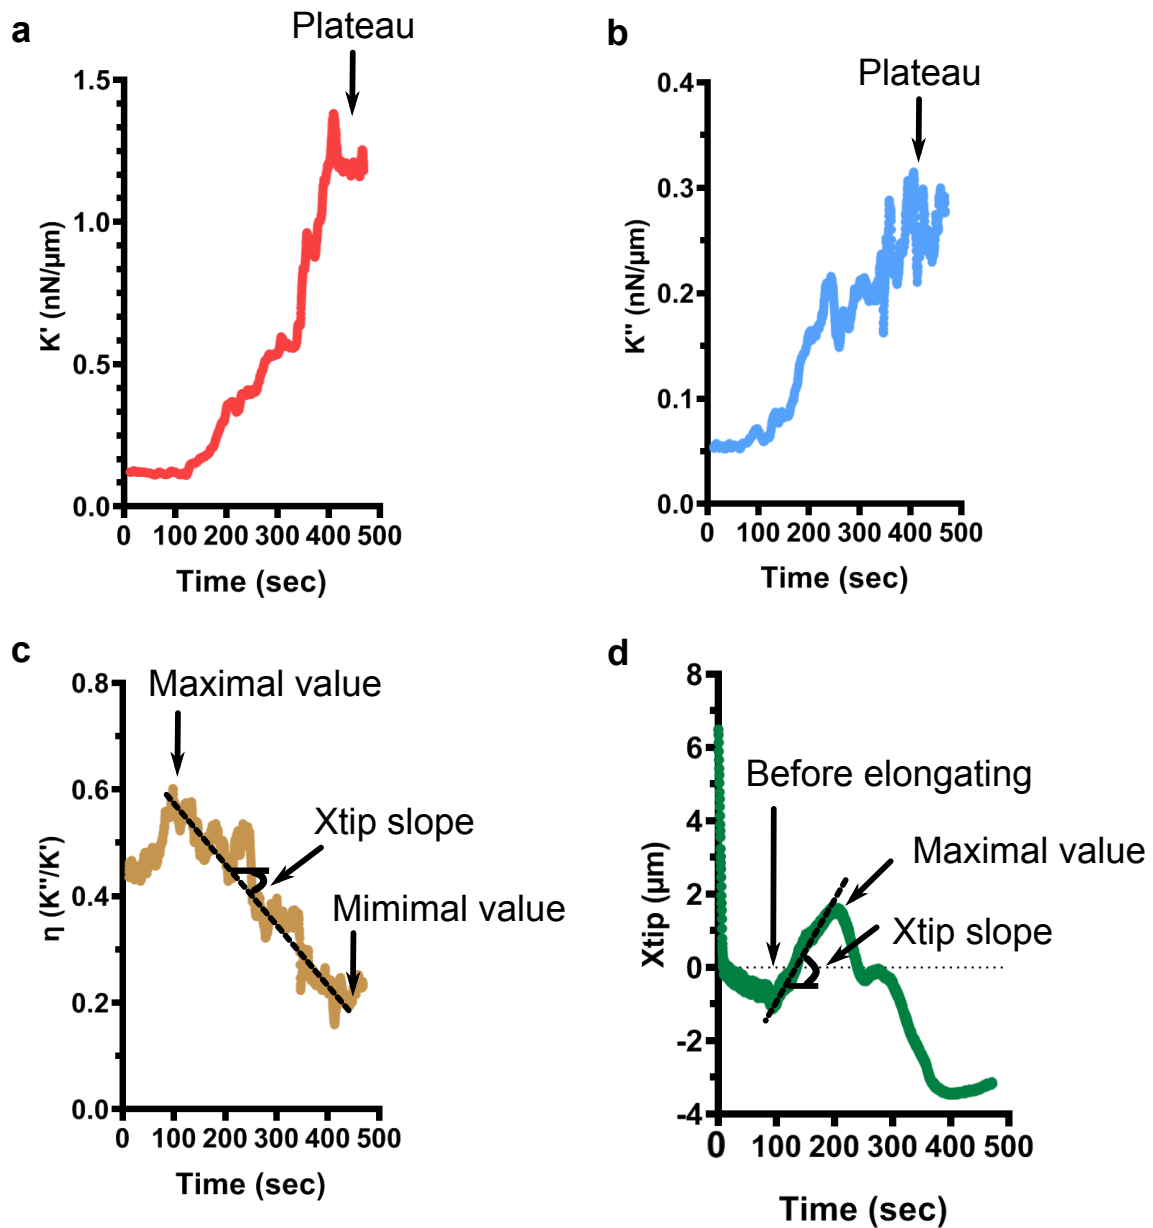 a
Plateau
1.5
1.0
0.5
0.0
K' (nN/µm)
0 100 200 300 400 500
Time (sec)
b
Plateau
0.4
0.3
0.2
0.1
0.0
K'' (nN/µm)
0 100 200 300 400 500
Time (sec)
c
Maximal value
Xtip slope
Mimimal value
0.8
0.6
0.4
0.2
0.0
η (K''/K')
0 100 200 300 400 500
Time (sec)
d
Before elongating
Maximal value
Xtip slope
8
6
4
2
0
-2
-4
Xtip (µm)
0 100 200 300 400 500
Time (sec)